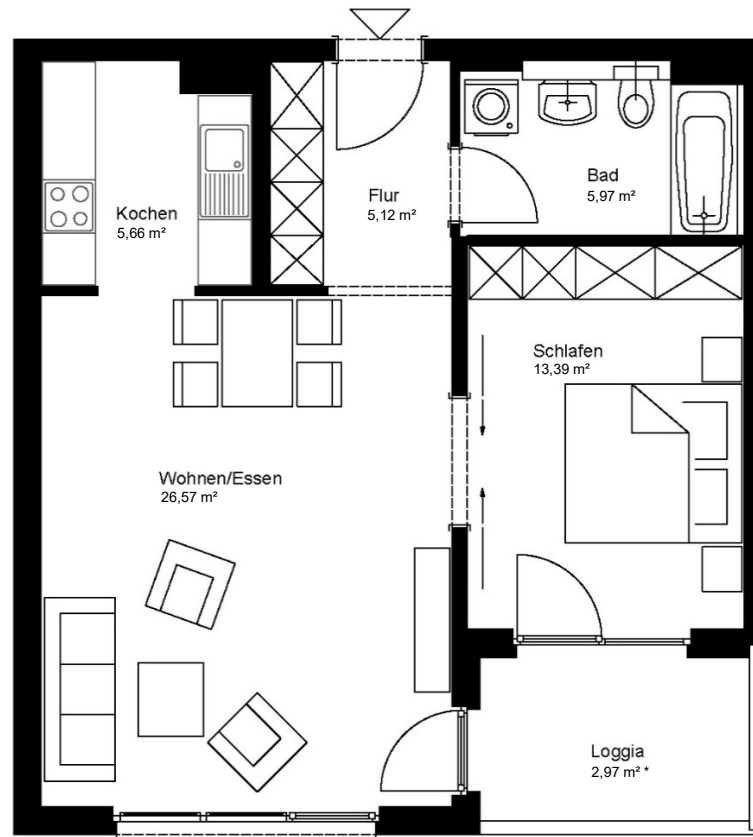 Kochen
5,66 m²
Flur
5,12 m²
Bad
5,97 m²
Schlafen
13,39 m²
Wohnen/Essen
26,57 m²
Loggia
2,97 m² *